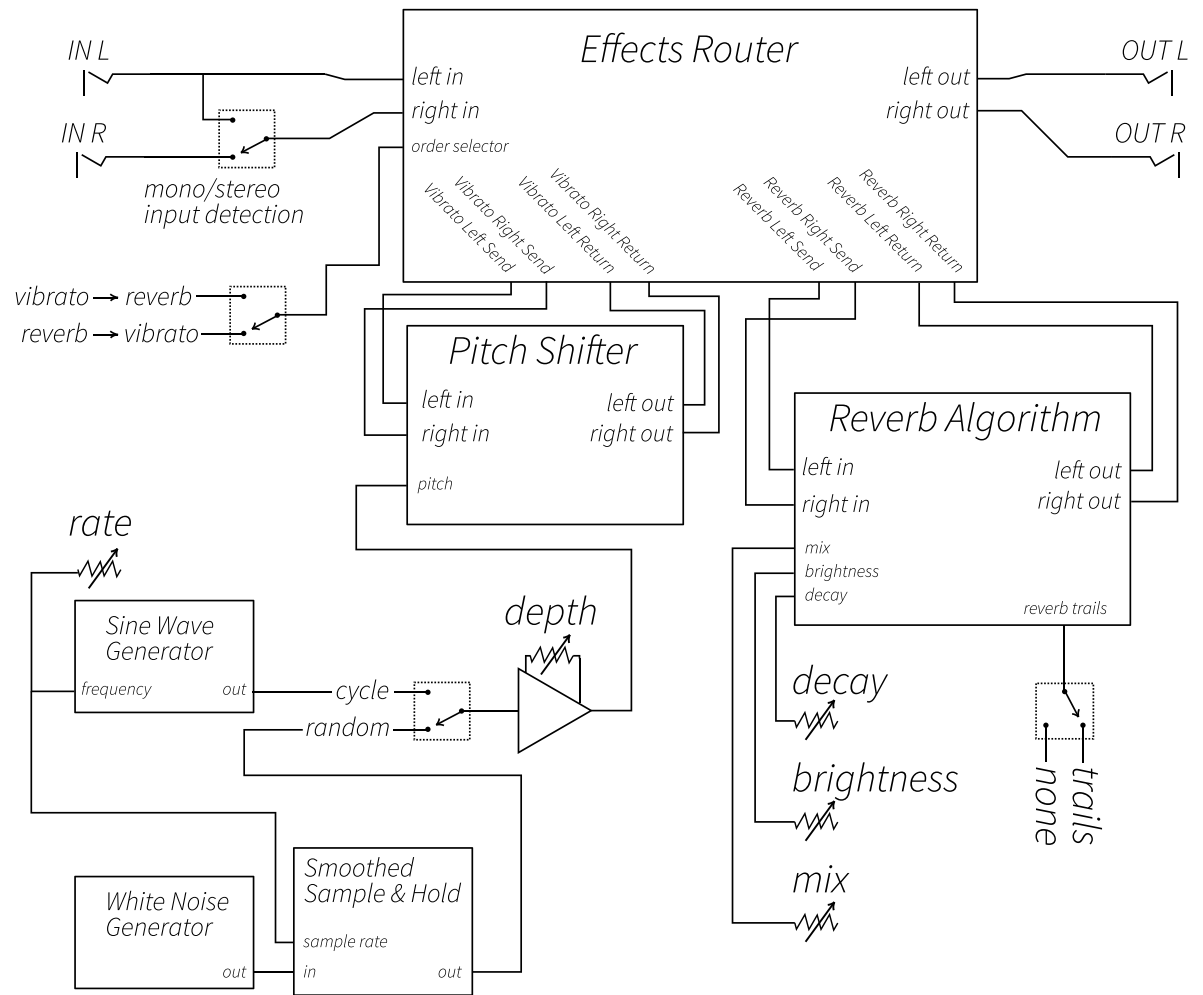 Effects Router
IN L
OUT L
left in
left out
right in
right out
IN R
OUT R
order selector
mono/stereo
input detection
Vibrato Left Send
Vibrato Right Send
Vibrato Left Return
Vibrato Right Return
Reverb Left Send
Reverb Right Send
Reverb Left Return
Reverb Right Return
vibrato → reverb
reverb → vibrato
Pitch Shifter
left in
left out
right in
right out
pitch
Reverb Algorithm
left in
left out
right in
right out
mix
brightness
decay
reverb trails
rate
Sine Wave
Generator
frequency
out
cycle
random
depth
decay
brightness
mix
none
trails
Smoothed
Sample & Hold
sample rate
in
out
White Noise
Generator
out